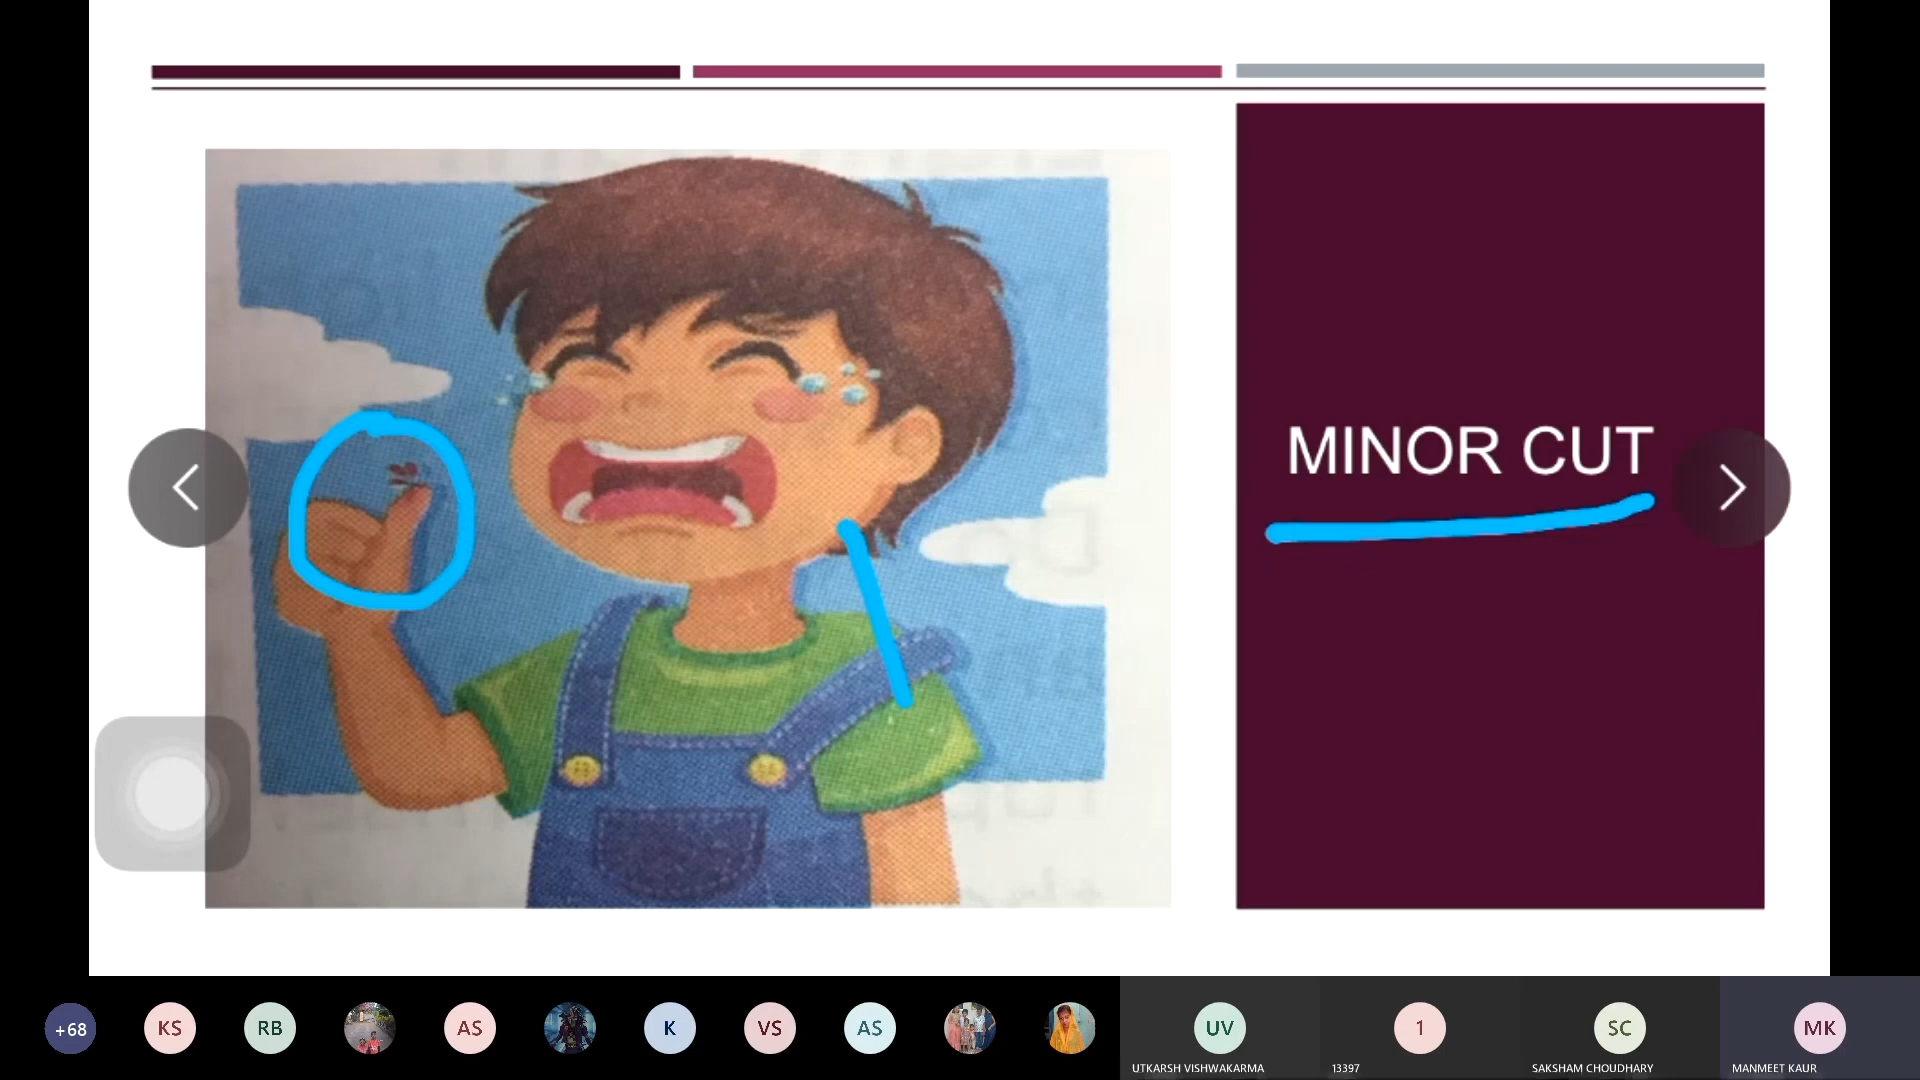 MINOR CUT
+68
KS
RB
AS
K
VS
AS
UV
1
SC
MK
UTKARSH VISHWAKARMA
13397
SAKSHAM CHOUDHARY
MANMEET KAUR